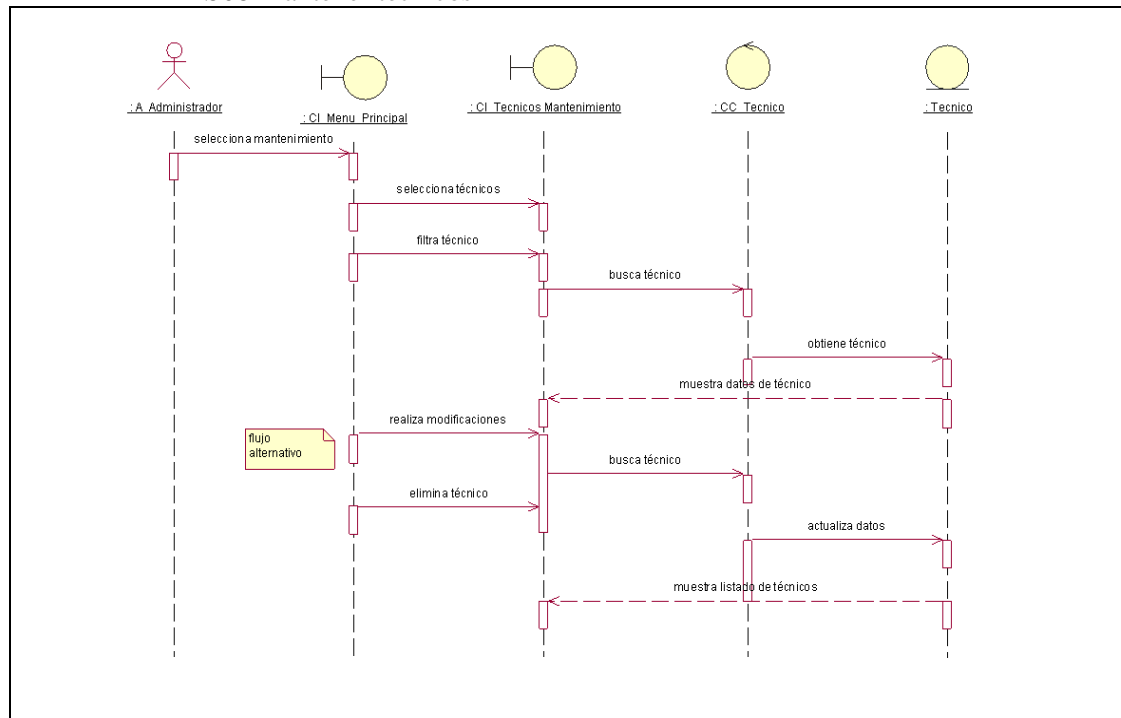 : A_Administrador
: CI_Menu_Principal
: CI_Tecnicos Mantenimiento
: CC_Tecnico
: Tecnico
selecciona mantenimiento
selecciona técnicos
filtra técnico
busca técnico
obtiene técnico
muestra datos de técnico
realiza modificaciones
flujo
alternativo
busca técnico
elimina técnico
actualiza datos
muestra listado de técnicos